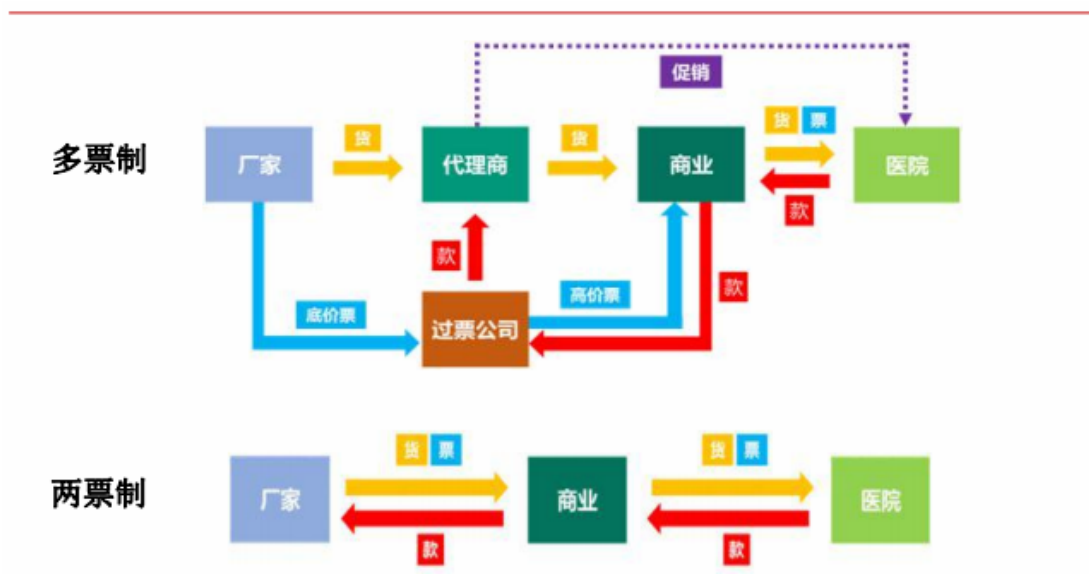 促销
货
货
货 票
多票制
厂家
代理商
商业
医院
款
款
款
底价票
高价票
过票公司
货 票
货 票
两票制
厂家
商业
医院
款
款